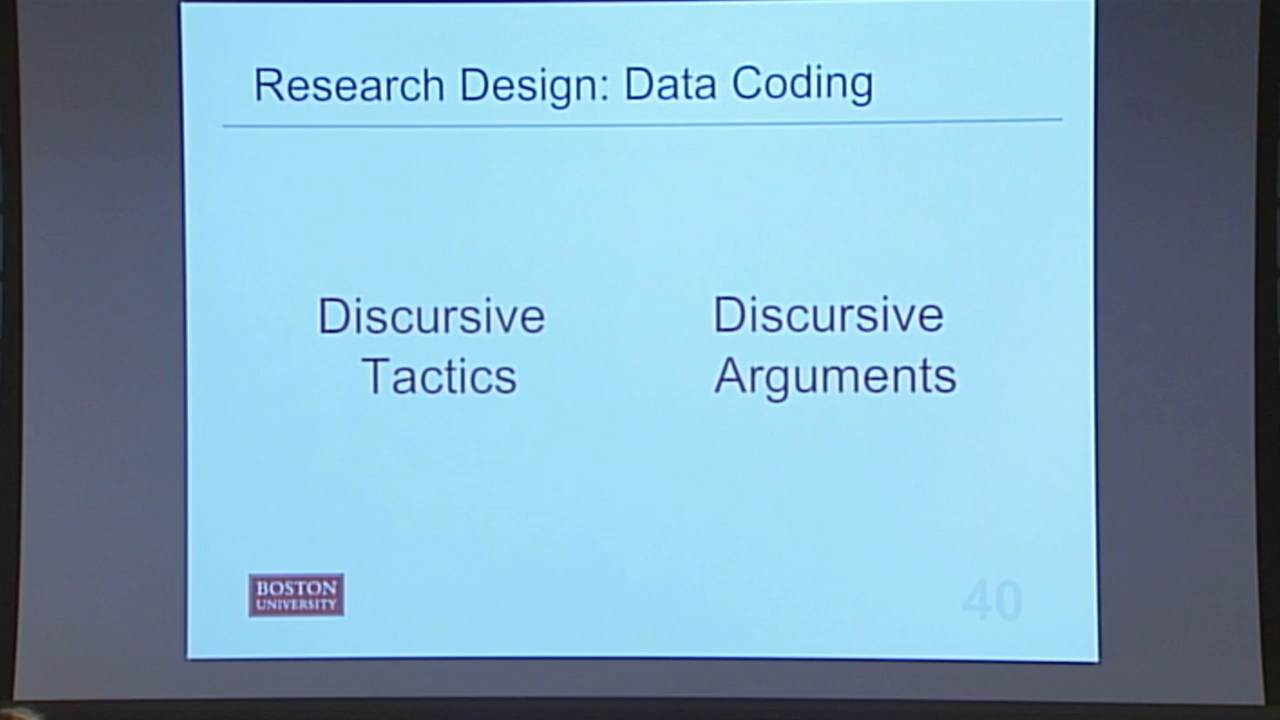 Research Design: Data Coding
Discursive
Tactics
Discursive
Arguments
BOSTON
UNIVERSITY
40